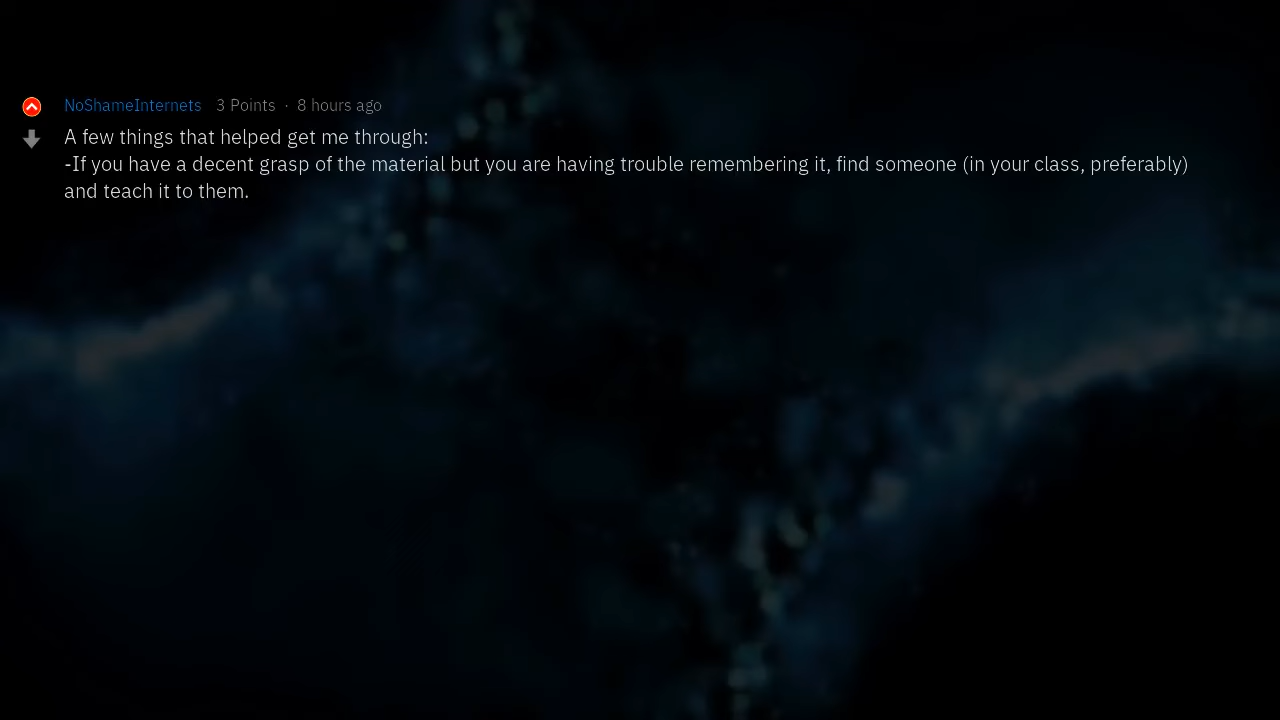 NoShameInternets 3 Points · 8 hours ago
A few things that helped get me through:
-If you have a decent grasp of the material but you are having trouble remembering it, find someone (in your class, preferably)
and teach it to them.